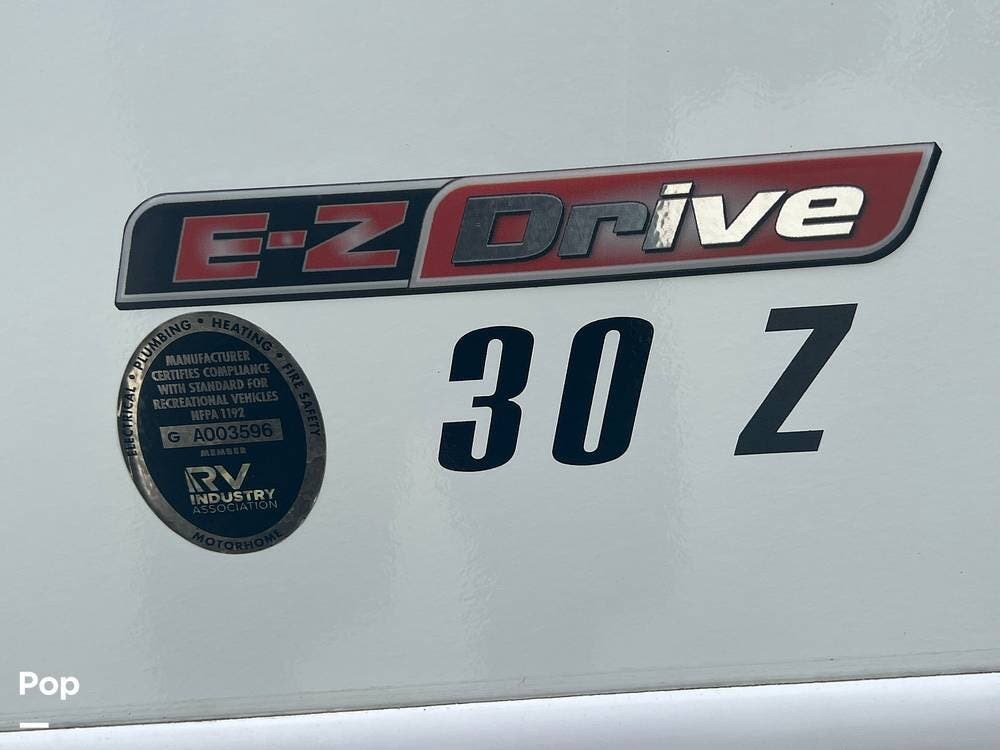 E-Z Drive
30 Z
ELECTRICAL • PLUMBING • HEATING • FIRE SAFETY
MANUFACTURER
CERTIFIES COMPLIANCE
WITH STANDARD FOR
RECREATIONAL VEHICLES
NFPA 1192
G A003596
MEMBER
RV
INDUSTRY
ASSOCIATION
MOTORHOME
Pop